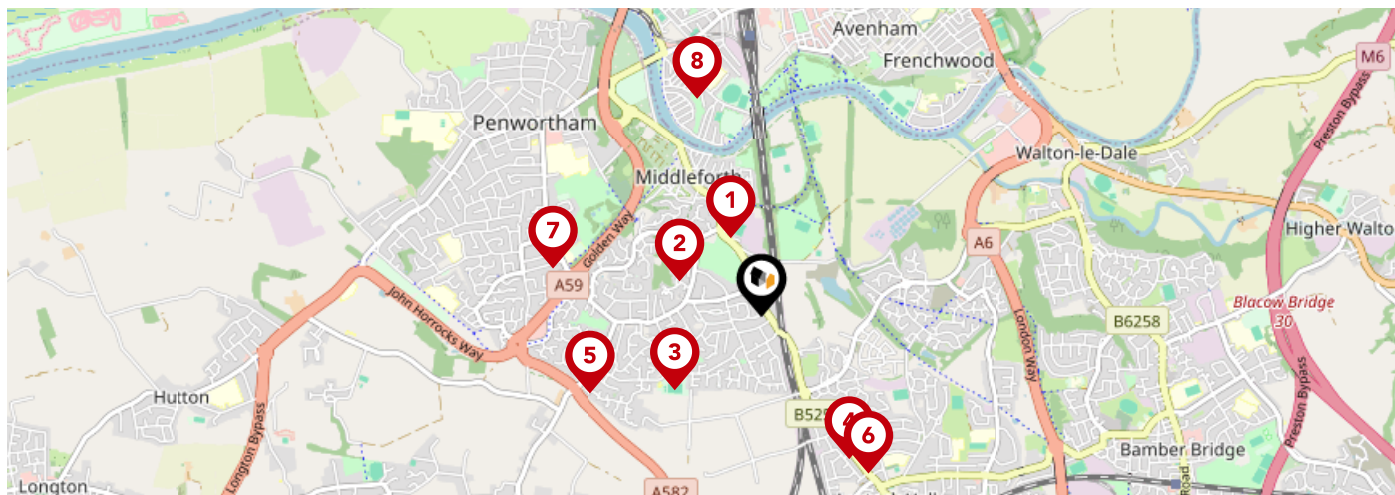 Avenham
Frenchwood
M6
8
Preston Bypass
Penwortham
Walton-le-Dale
Middleforth
1
7
2
Golden Way
A6
Higher Walto
A59
John Horrocks Way
London Way
Blacow Bridge
30
B6258
5
3
Hutton
B52
4
6
Preston Bypass
Longton Bypass
Bamber Bridge
Longton
A582
Road